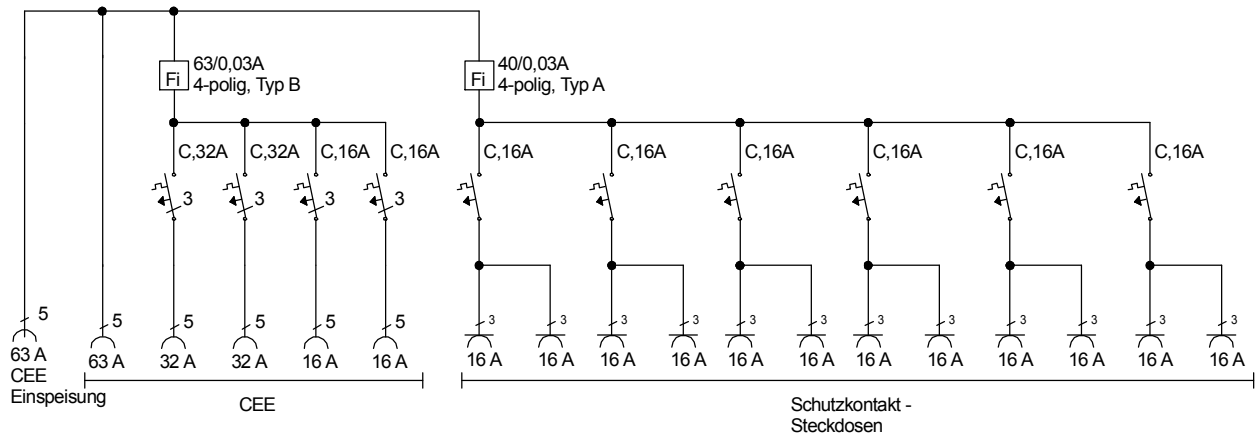 Fi
63/0,03A
4-polig, Typ B
Fi
40/0,03A
4-polig, Typ A
C,32A
C,32A
C,16A
C,16A
C,16A
C,16A
C,16A
C,16A
C,16A
C,16A
3
3
3
3
5
5
5
5
5
5
3
3
3
3
3
3
3
3
3
3
3
3
63 A
CEE
Einspeisung
63 A
32 A
32 A
16 A
16 A
16 A
16 A
16 A
16 A
16 A
16 A
16 A
16 A
16 A
16 A
16 A
16 A
CEE
Schutzkontakt -
Steckdosen